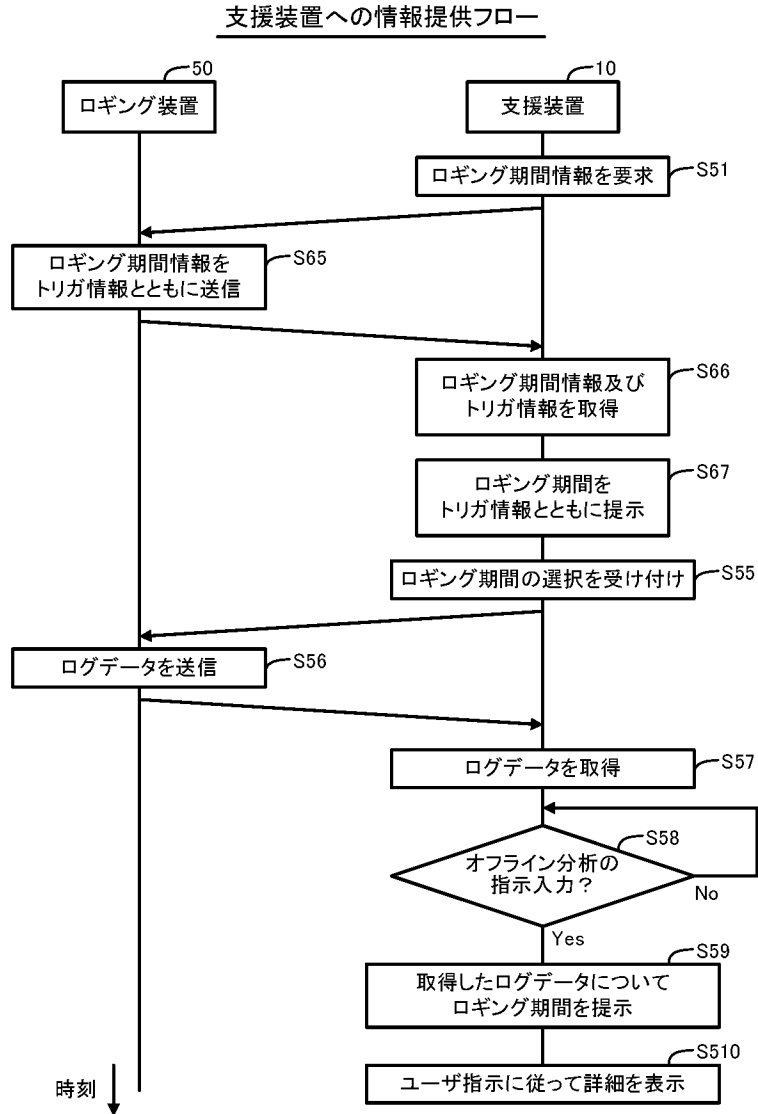 支援装置への情報提供フロー
50
10
ロギング装置
支援装置
ロギング期間情報を要求
S51
ロギング期間情報を
トリガ情報とともに送信
S65
ロギング期間情報及び
トリガ情報を取得
S66
ロギング期間を
トリガ情報とともに提示
S67
ロギング期間の選択を受け付け
S55
ログデータを送信
S56
ログデータを取得
S57
オフライン分析の
指示入力?
S58
No
Yes
取得したログデータについて
ロギング期間を提示
S59
ユーザ指示に従って詳細を表示
S510
時刻